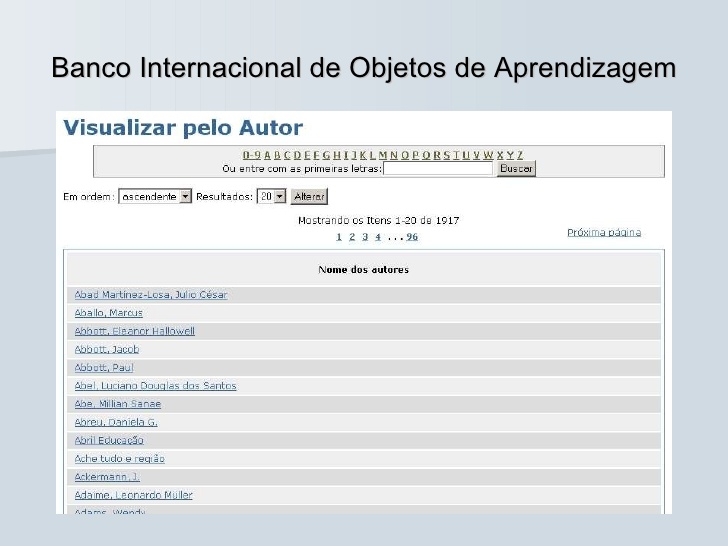 Banco Internacional de Objetos de Aprendizagem
Visualizar pelo Autor
0-9 A B C D E F G H I J K L M N O P Q R S T U V W X Y Z
Ou entre com as primeiras letras: Buscar
Em ordem: ascendente Resultados: 20 Alterar
Mostrando os Itens 1-20 de 1917
1 2 3 4 ... 96 Próxima página
Nome dos autores
Abad Martínez-Losa, Julio César
Aballo, Marcus
Abbott, Eleanor Hallowell
Abbott, Jacob
Abbott, Paul
Abel, Luciano Douglas dos Santos
Abe, Millian Sanae
Abreu, Daniela G.
Abril Educação
Ache tudo e região
Ackermann, J.
Adaime, Leonardo Müller
Adams, Wendy